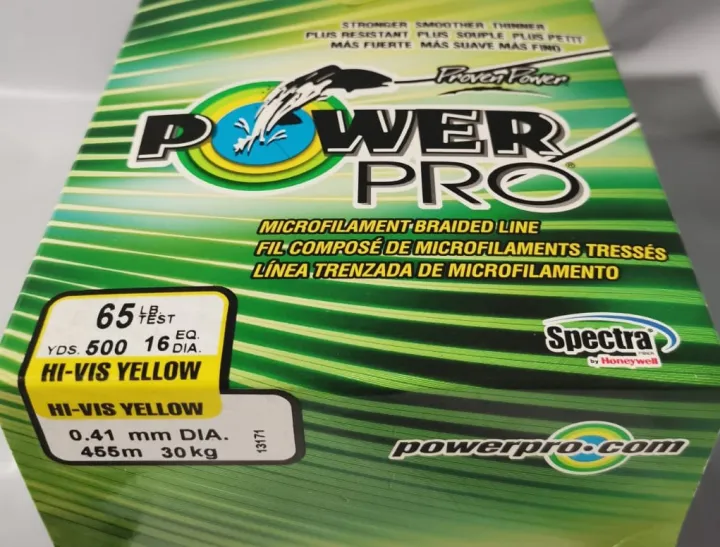 STRONGER SMOOTHER THINNER
PLUS RESISTANT PLUS SOUPLE PLUS PETIT
MÁS FUERTE MÁS SUAVE MÁS FINO
Proven Power
POWER
PRO®
MICROFILAMENT BRAIDED LINE
FIL COMPOSÉ DE MICROFILAMENTS TRESSÉS
LÍNEA TRENZADA DE MICROFILAMENTO
65 LB. TEST
YDS. 500 16 EQ. DIA.
HI-VIS YELLOW
HI-VIS YELLOW
0.41 mm DIA.
455m 30kg
13171
Spectra
FIBER
by Honeywell
powerpro.com